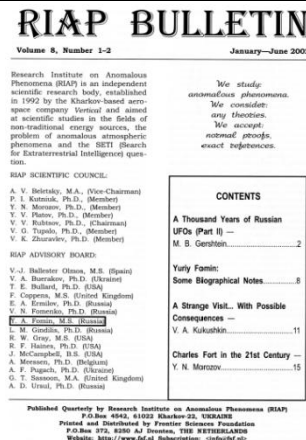 RIAP BULLETIN
Volume 8, Number 1-2
January—June 2002
Research Institute on Anomalous
Phenomena (RIAP) is an independent
scientific research body, established
in 1992 by the Kharkov-based aero-
space company Vertical and aimed
at scientific studies in the fields of
non-traditional energy sources, the
problem of anomalous atmospheric
phenomena and the SETI (Search
for Extraterrestrial Intelligence) ques-
tion.
RIAP SCIENTIFIC COUNCIL:
A. V. Beletsky, M.A., (Vice-Chairman)
P. I. Kutniuk, Ph.D., (Member)
Y. N. Morozov, Ph.D., (Member)
Y. V. Platov, Ph.D., (Member)
V. V. Rubtsov, Ph.D., (Chairman)
V. G. Tupalo, Ph.D., (Member)
V. K. Zhuravlev, Ph.D., (Member)
RIAP ADVISORY BOARD:
V.-J. Ballester Olmos, M.S. (Spain)
V. A. Buerakov, Ph.D. (Ukraine)
T. E. Bullard, Ph.D. (USA)
F. Coppens, M.S. (United Kingdom)
E. A. Ermilov, Ph.D. (Russia)
V. N. Fomenko, Ph.D. (Russia)
Y. A. Fomin, M.S. (Russia)
L. M. Gindilis, Ph.D. (Russia)
R. W. Gray, M.S. (USA)
R. F. Haines, Ph.D. (USA)
J. McCampbell, B.S. (USA)
A. Meessen, Ph.D. (Belgium)
A. F. Pugach, Ph.D. (Ukraine)
G. T. Sassoon, M.A. (United Kingdom)
A. D. Ursul, Ph.D. (Russia)
We study:
anomalous phenomena.
We consider:
any theories.
We accept:
normal proofs,
exact references.
CONTENTS
A Thousand Years of Russian
UFOs (Part II) —
M. B. Gershtein.....2
Yuriy Fomin:
Some Biographical Notes.....8
A Strange Visit... With Possible
Consequences —
V. A. Kukushkin.....11
Charles Fort in the 21st Century —
Y. N. Morozov.....15
Published Quarterly by Research Institute on Anomalous Phenomena (RIAP)
P.O.Box 4542, 61022 Kharkov-22, UKRAINE
Printed and Distributed by Frontier Sciences Foundation
P.O.Box 372, 8250 AJ Dronten, THE NETHERLANDS
Website: http://www.fsf.nl Subscription: